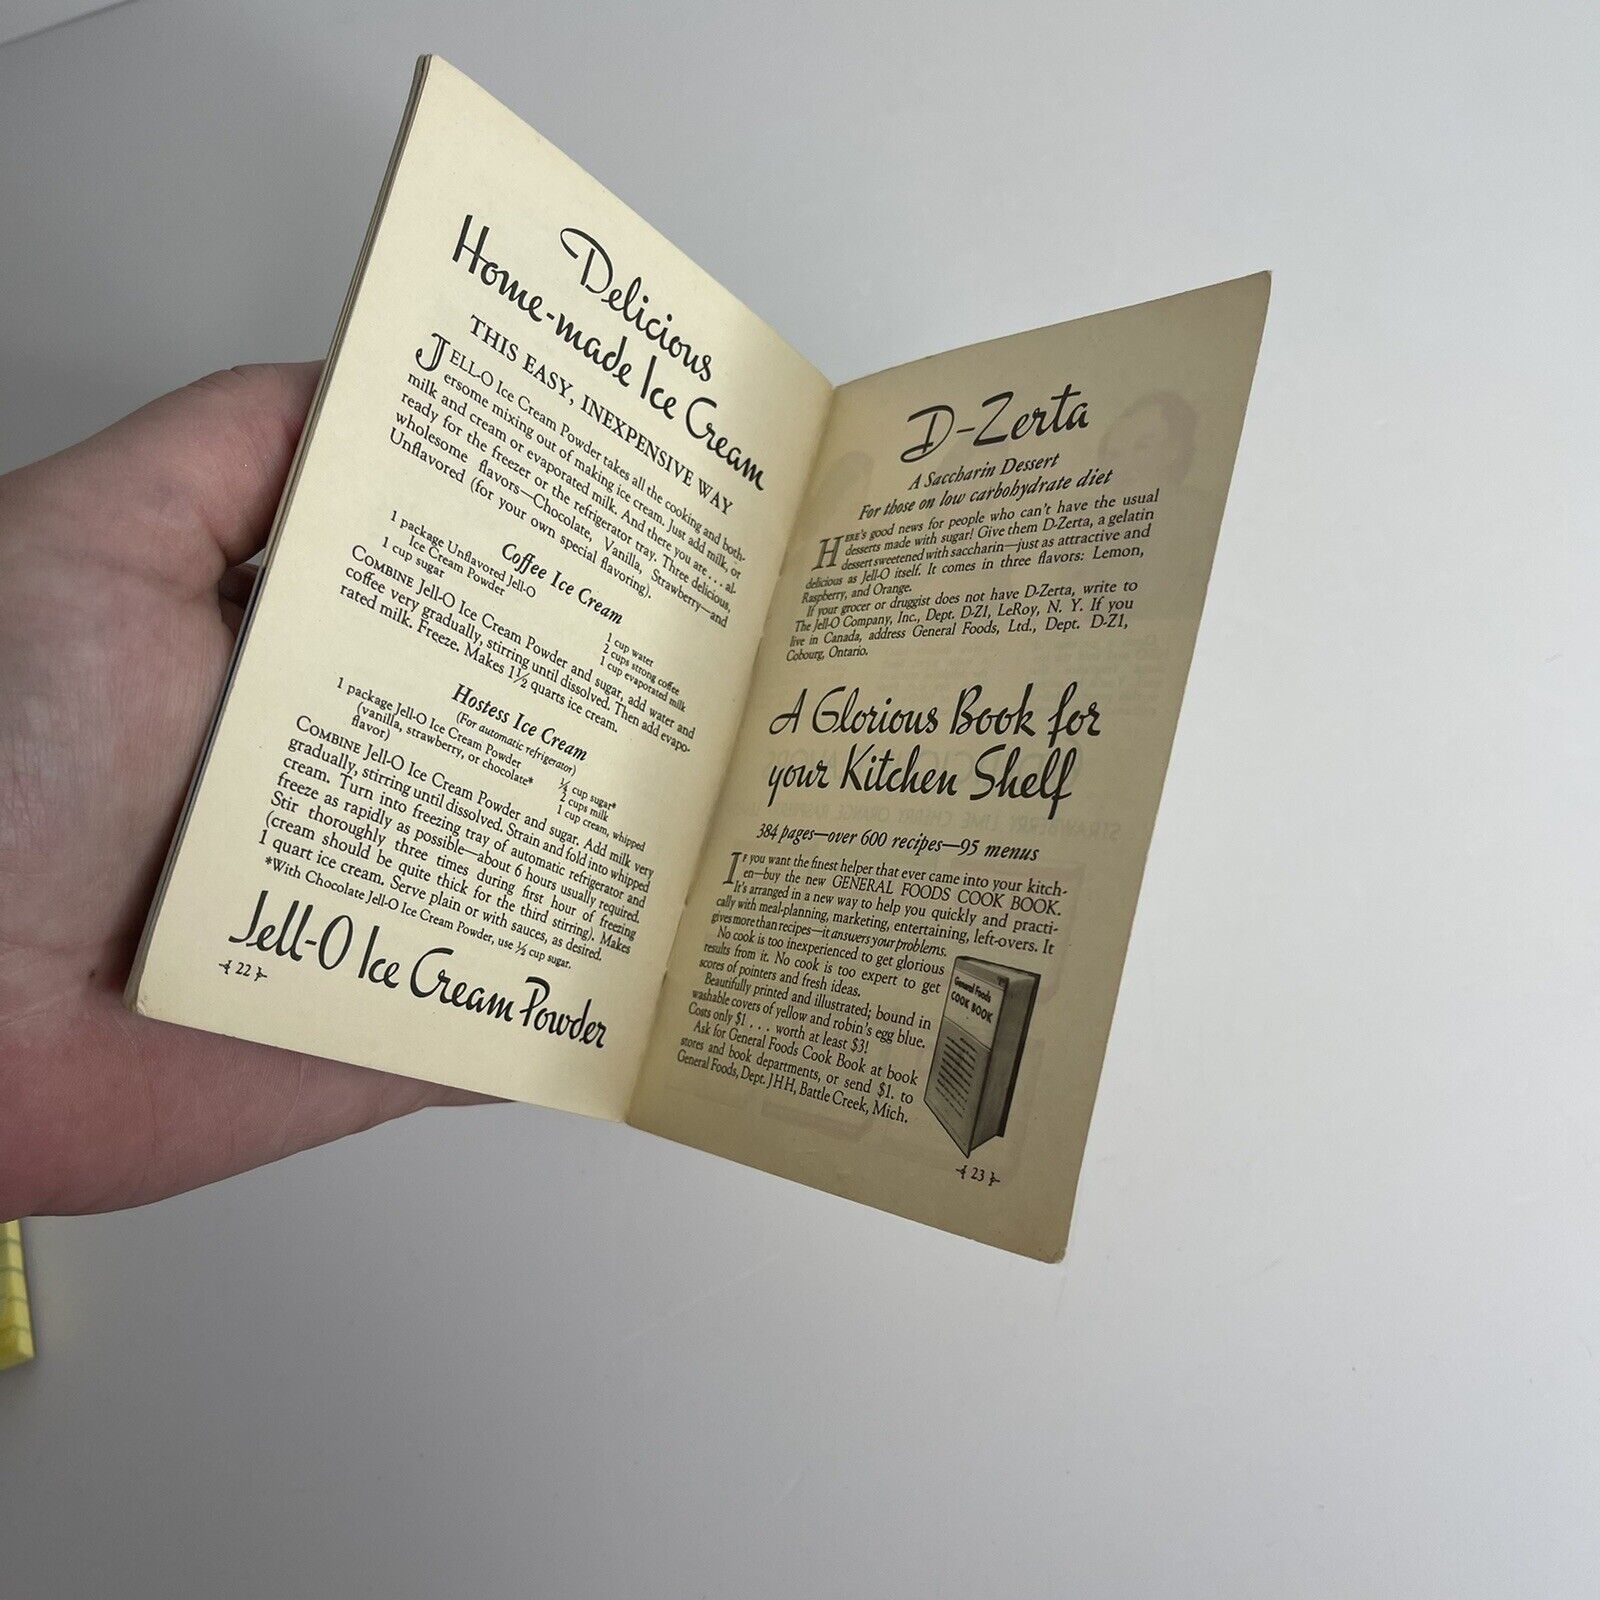 Delicious
Home-made Ice Cream
THIS EASY, INEXPENSIVE WAY
JELL-O Ice Cream Powder takes all the cooking and both-
ersome mixing out of making ice cream. Just add milk, or
milk and cream or evaporated milk. And there you are . . . al-
ready for the freezer or the refrigerator tray. Three delicious,
wholesome flavors—Chocolate, Vanilla, Strawberry—and
Unflavored (for your own special flavoring).
Coffee Ice Cream
1 package Unflavored Jell-O
Ice Cream Powder
1 cup sugar
1 cup water
2 cups strong coffee
1 cup evaporated milk
COMBINE Jell-O Ice Cream Powder and sugar, add water and
coffee very gradually, stirring until dissolved. Then add evapo-
rated milk. Freeze. Makes 1½ quarts ice cream.
Hostess Ice Cream
(For automatic refrigerator)
1 package Jell-O Ice Cream Powder
(vanilla, strawberry, or chocolate*
flavor)
¼ cup sugar*
2 cups milk
1 cup cream, whipped
COMBINE Jell-O Ice Cream Powder and sugar. Add milk very
gradually, stirring until dissolved. Strain and fold into whipped
cream. Turn into freezing tray of automatic refrigerator and
freeze as rapidly as possible—about 6 hours usually required.
Stir thoroughly three times during first hour of freezing
(cream should be quite thick for the third stirring). Makes
1 quart ice cream. Serve plain or with sauces, as desired.
*With Chocolate Jell-O Ice Cream Powder, use ⅓ cup sugar.
Jell-O Ice Cream Powder
22
D-Zerta
A Saccharin Dessert
For those on low carbohydrate diet
HERE'S good news for people who can't have the usual
desserts made with sugar! Give them D-Zerta, a gelatin
dessert sweetened with saccharin—just as attractive and
delicious as Jell-O itself. It comes in three flavors: Lemon,
Raspberry, and Orange.
If your grocer or druggist does not have D-Zerta, write to
The Jell-O Company, Inc., Dept. D-Z1, LeRoy, N. Y. If you
live in Canada, address General Foods, Ltd., Dept. D-Z1,
Cobourg, Ontario.
A Glorious Book for
your Kitchen Shelf
384 pages—over 600 recipes—95 menus
IF you want the finest helper that ever came into your kitch-
en—buy the new GENERAL FOODS COOK BOOK.
It's arranged in a new way to help you quickly and practi-
cally with meal-planning, marketing, entertaining, left-overs. It
gives more than recipes—it answers your problems.
No cook is too inexperienced to get glorious
results from it. No cook is too expert to get
scores of pointers and fresh ideas.
Beautifully printed and illustrated; bound in
washable covers of yellow and robin's egg blue.
Costs only $1 . . . worth at least $3!
Ask for General Foods Cook Book at book
stores and book departments, or send $1. to
General Foods, Dept. JHH, Battle Creek, Mich.
General Foods
COOK BOOK
23